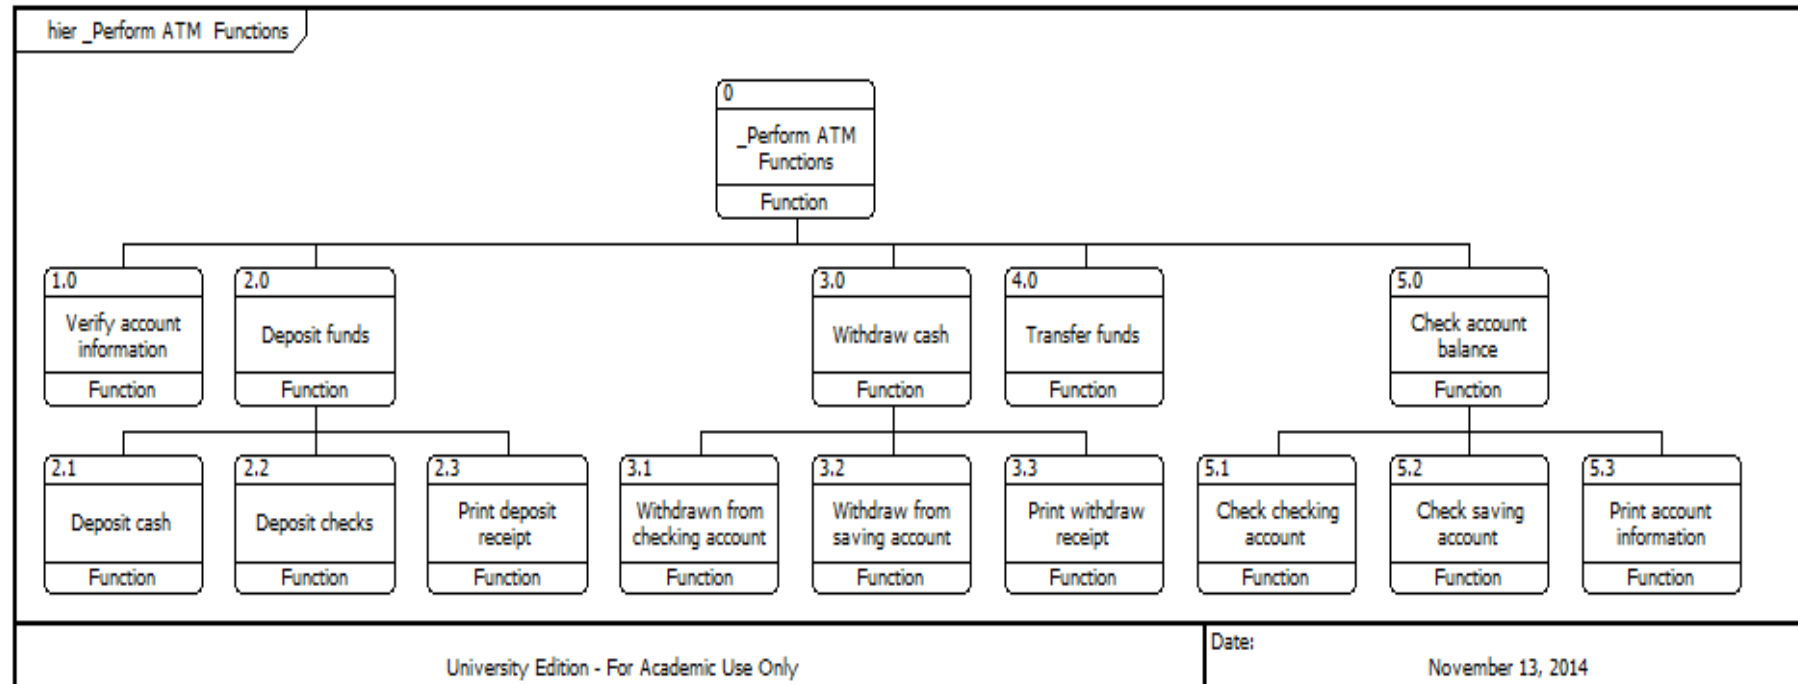 hier _Perform ATM Functions
0
_Perform ATM
Functions
Function
1.0
Verify account
information
Function
2.0
Deposit funds
Function
3.0
Withdraw cash
Function
4.0
Transfer funds
Function
5.0
Check account
balance
Function
2.1
Deposit cash
Function
2.2
Deposit checks
Function
2.3
Print deposit
receipt
Function
3.1
Withdrawn from
checking account
Function
3.2
Withdraw from
saving account
Function
3.3
Print withdraw
receipt
Function
5.1
Check checking
account
Function
5.2
Check saving
account
Function
5.3
Print account
information
Function
University Edition - For Academic Use Only
Date:
November 13, 2014